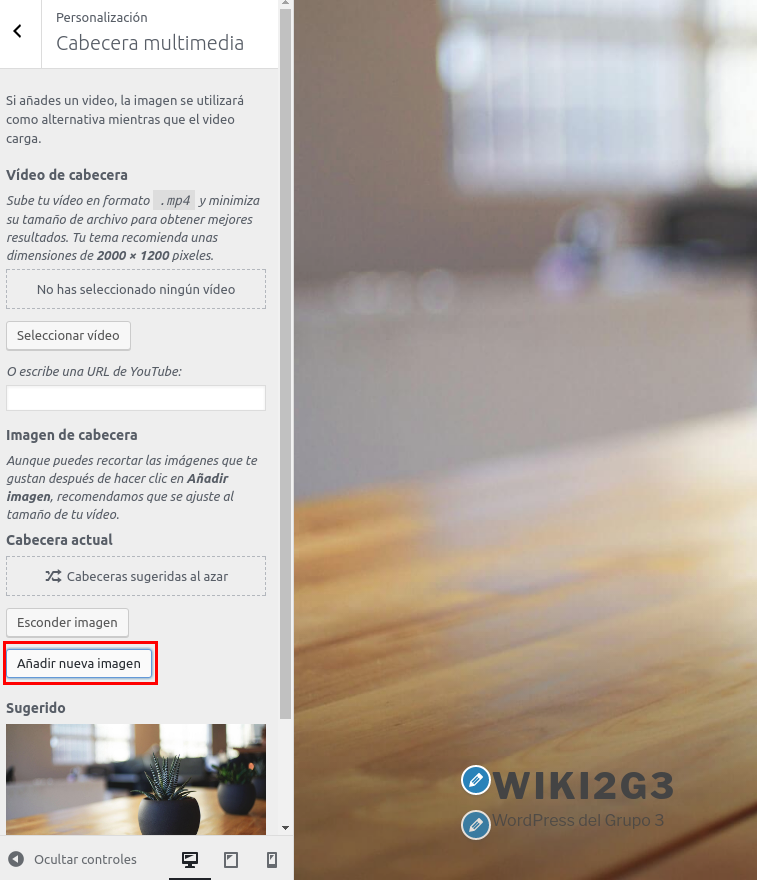 Personalización
Cabecera multimedia
Si añades un video, la imagen se utilizará
como alternativa mientras que el video
carga.
Vídeo de cabecera
Sube tu vídeo en formato .mp4 y minimiza
su tamaño de archivo para obtener mejores
resultados. Tu tema recomienda unas
dimensiones de 2000 × 1200 pixeles.
No has seleccionado ningún vídeo
Seleccionar vídeo
O escribe una URL de YouTube:
Imagen de cabecera
Aunque puedes recortar las imágenes que te
gustan después de hacer clic en Añadir
imagen, recomendamos que se ajuste al
tamaño de tu vídeo.
Cabecera actual
Cabeceras sugeridas al azar
Esconder imagen
Añadir nueva imagen
Sugerido
Ocultar controles
WIKI2G3
WordPress del Grupo 3